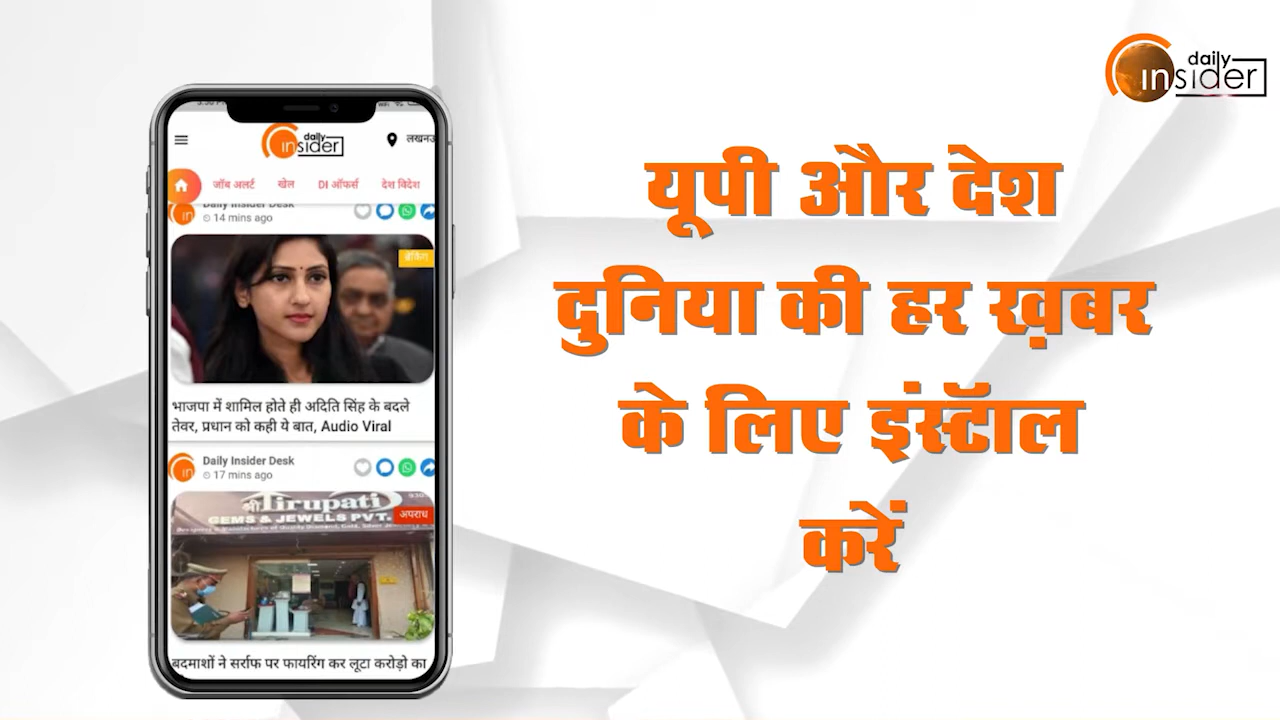 daily
insider
यूपी और देश
दुनिया की हर ख़बर
के लिए इंस्टॉाल
करें
daily
insider
लखनऊ
जॉब अलर्ट खेल DI ऑफर्स देश विदेश
Daily Insider Desk
14 mins ago
ब्रेकिंग
भाजपा में शामिल होते ही अदिति सिंह के बदले
तेवर, प्रधान को कही ये बात, Audio Viral
Daily Insider Desk
17 mins ago
श्री Tirupati
GEMS & JEWELS PVT.
अपराध
बदमाशों ने सर्राफ पर फायरिंग कर लूटा करोड़ो का